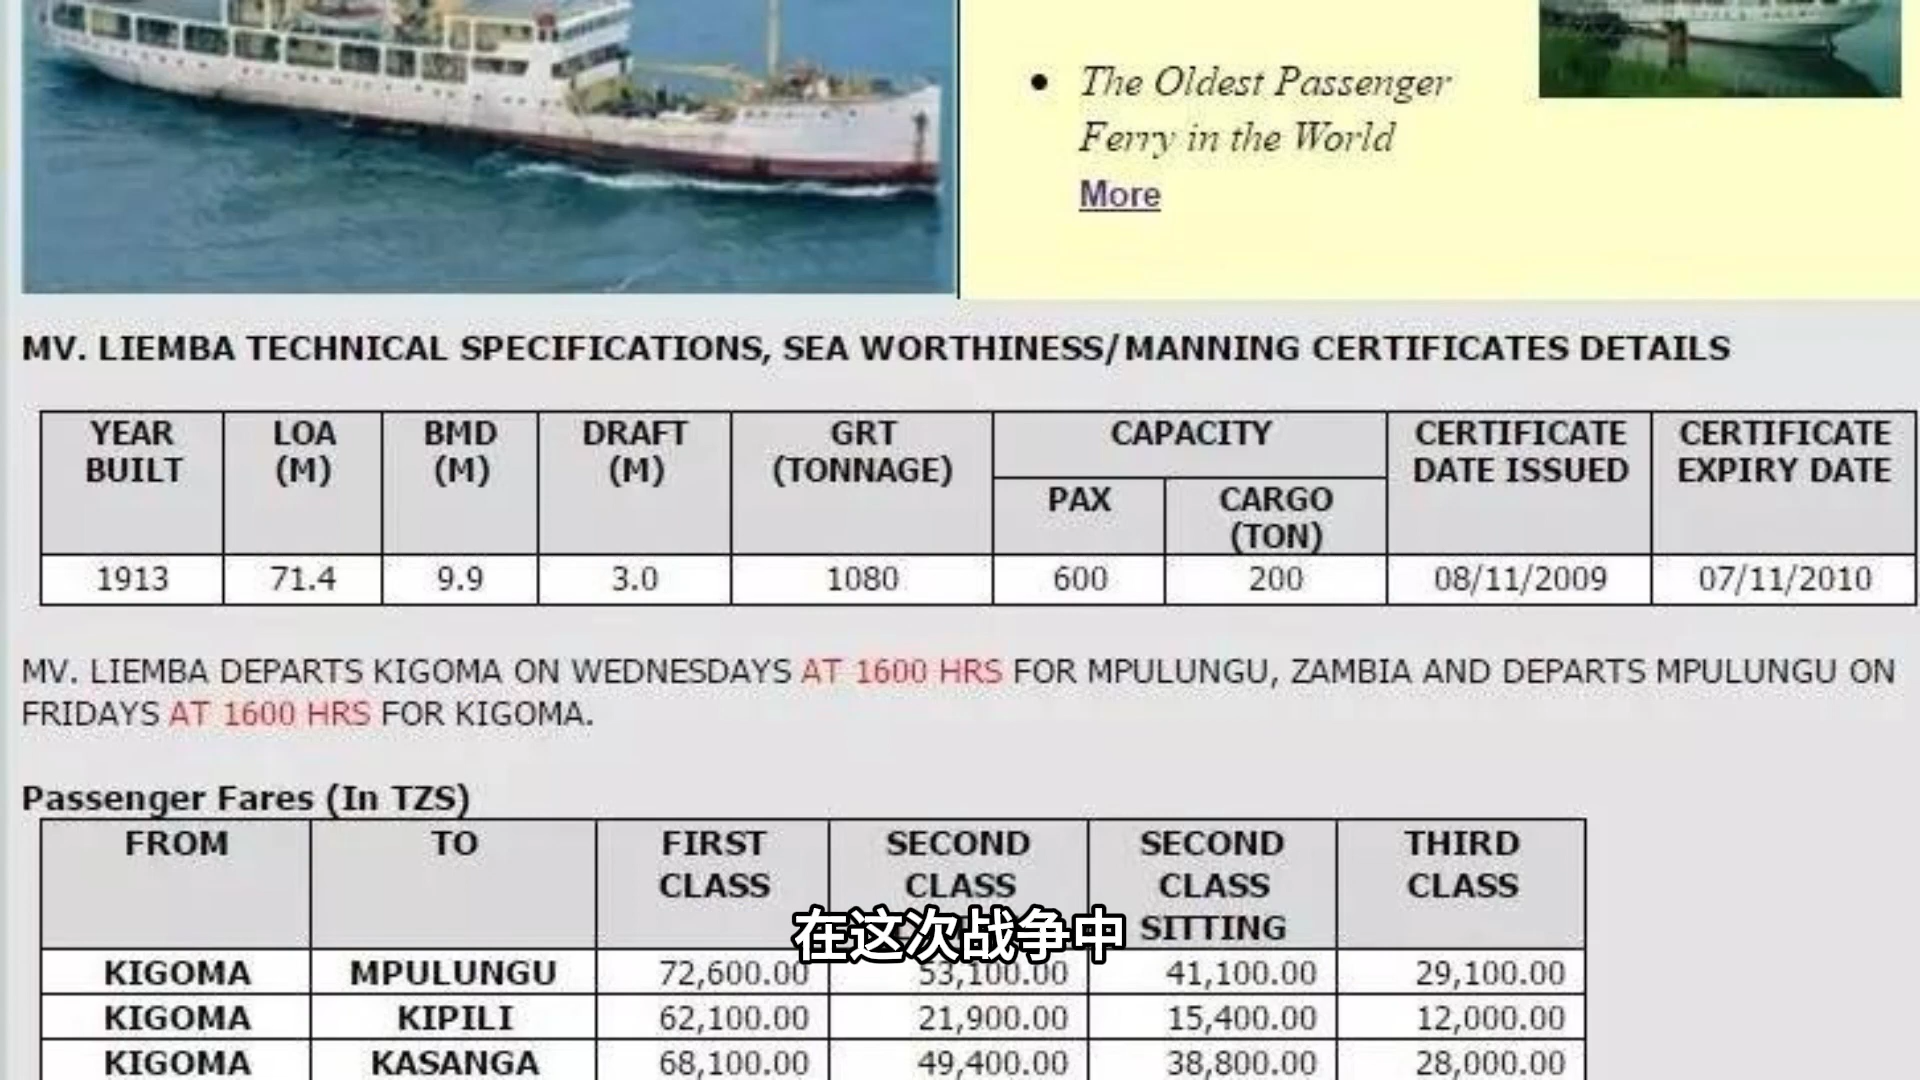 The Oldest Passenger
Ferry in the World
More
MV. LIEMBA TECHNICAL SPECIFICATIONS, SEA WORTHINESS/MANNING CERTIFICATES DETAILS
YEAR BUILT LOA (M) BMD (M) DRAFT (M) GRT (TONNAGE) CAPACITY CERTIFICATE DATE ISSUED CERTIFICATE EXPIRY DATE
PAX CARGO (TON)
1913 71.4 9.9 3.0 1080 600 200 08/11/2009 07/11/2010
MV. LIEMBA DEPARTS KIGOMA ON WEDNESDAYS AT 1600 HRS FOR MPULUNGU, ZAMBIA AND DEPARTS MPULUNGU ON
FRIDAYS AT 1600 HRS FOR KIGOMA.
Passenger Fares (In TZS)
FROM TO FIRST SECOND SECOND THIRD
CLASS CLASS CLASS CLASS
SITTING
在这次战争中
KIGOMA MPULUNGU 72,600.00 53,100.00 41,100.00 29,100.00
KIGOMA KIPILI 62,100.00 21,900.00 15,400.00 12,000.00
KIGOMA KASANGA 68,100.00 49,400.00 38,800.00 28,000.00